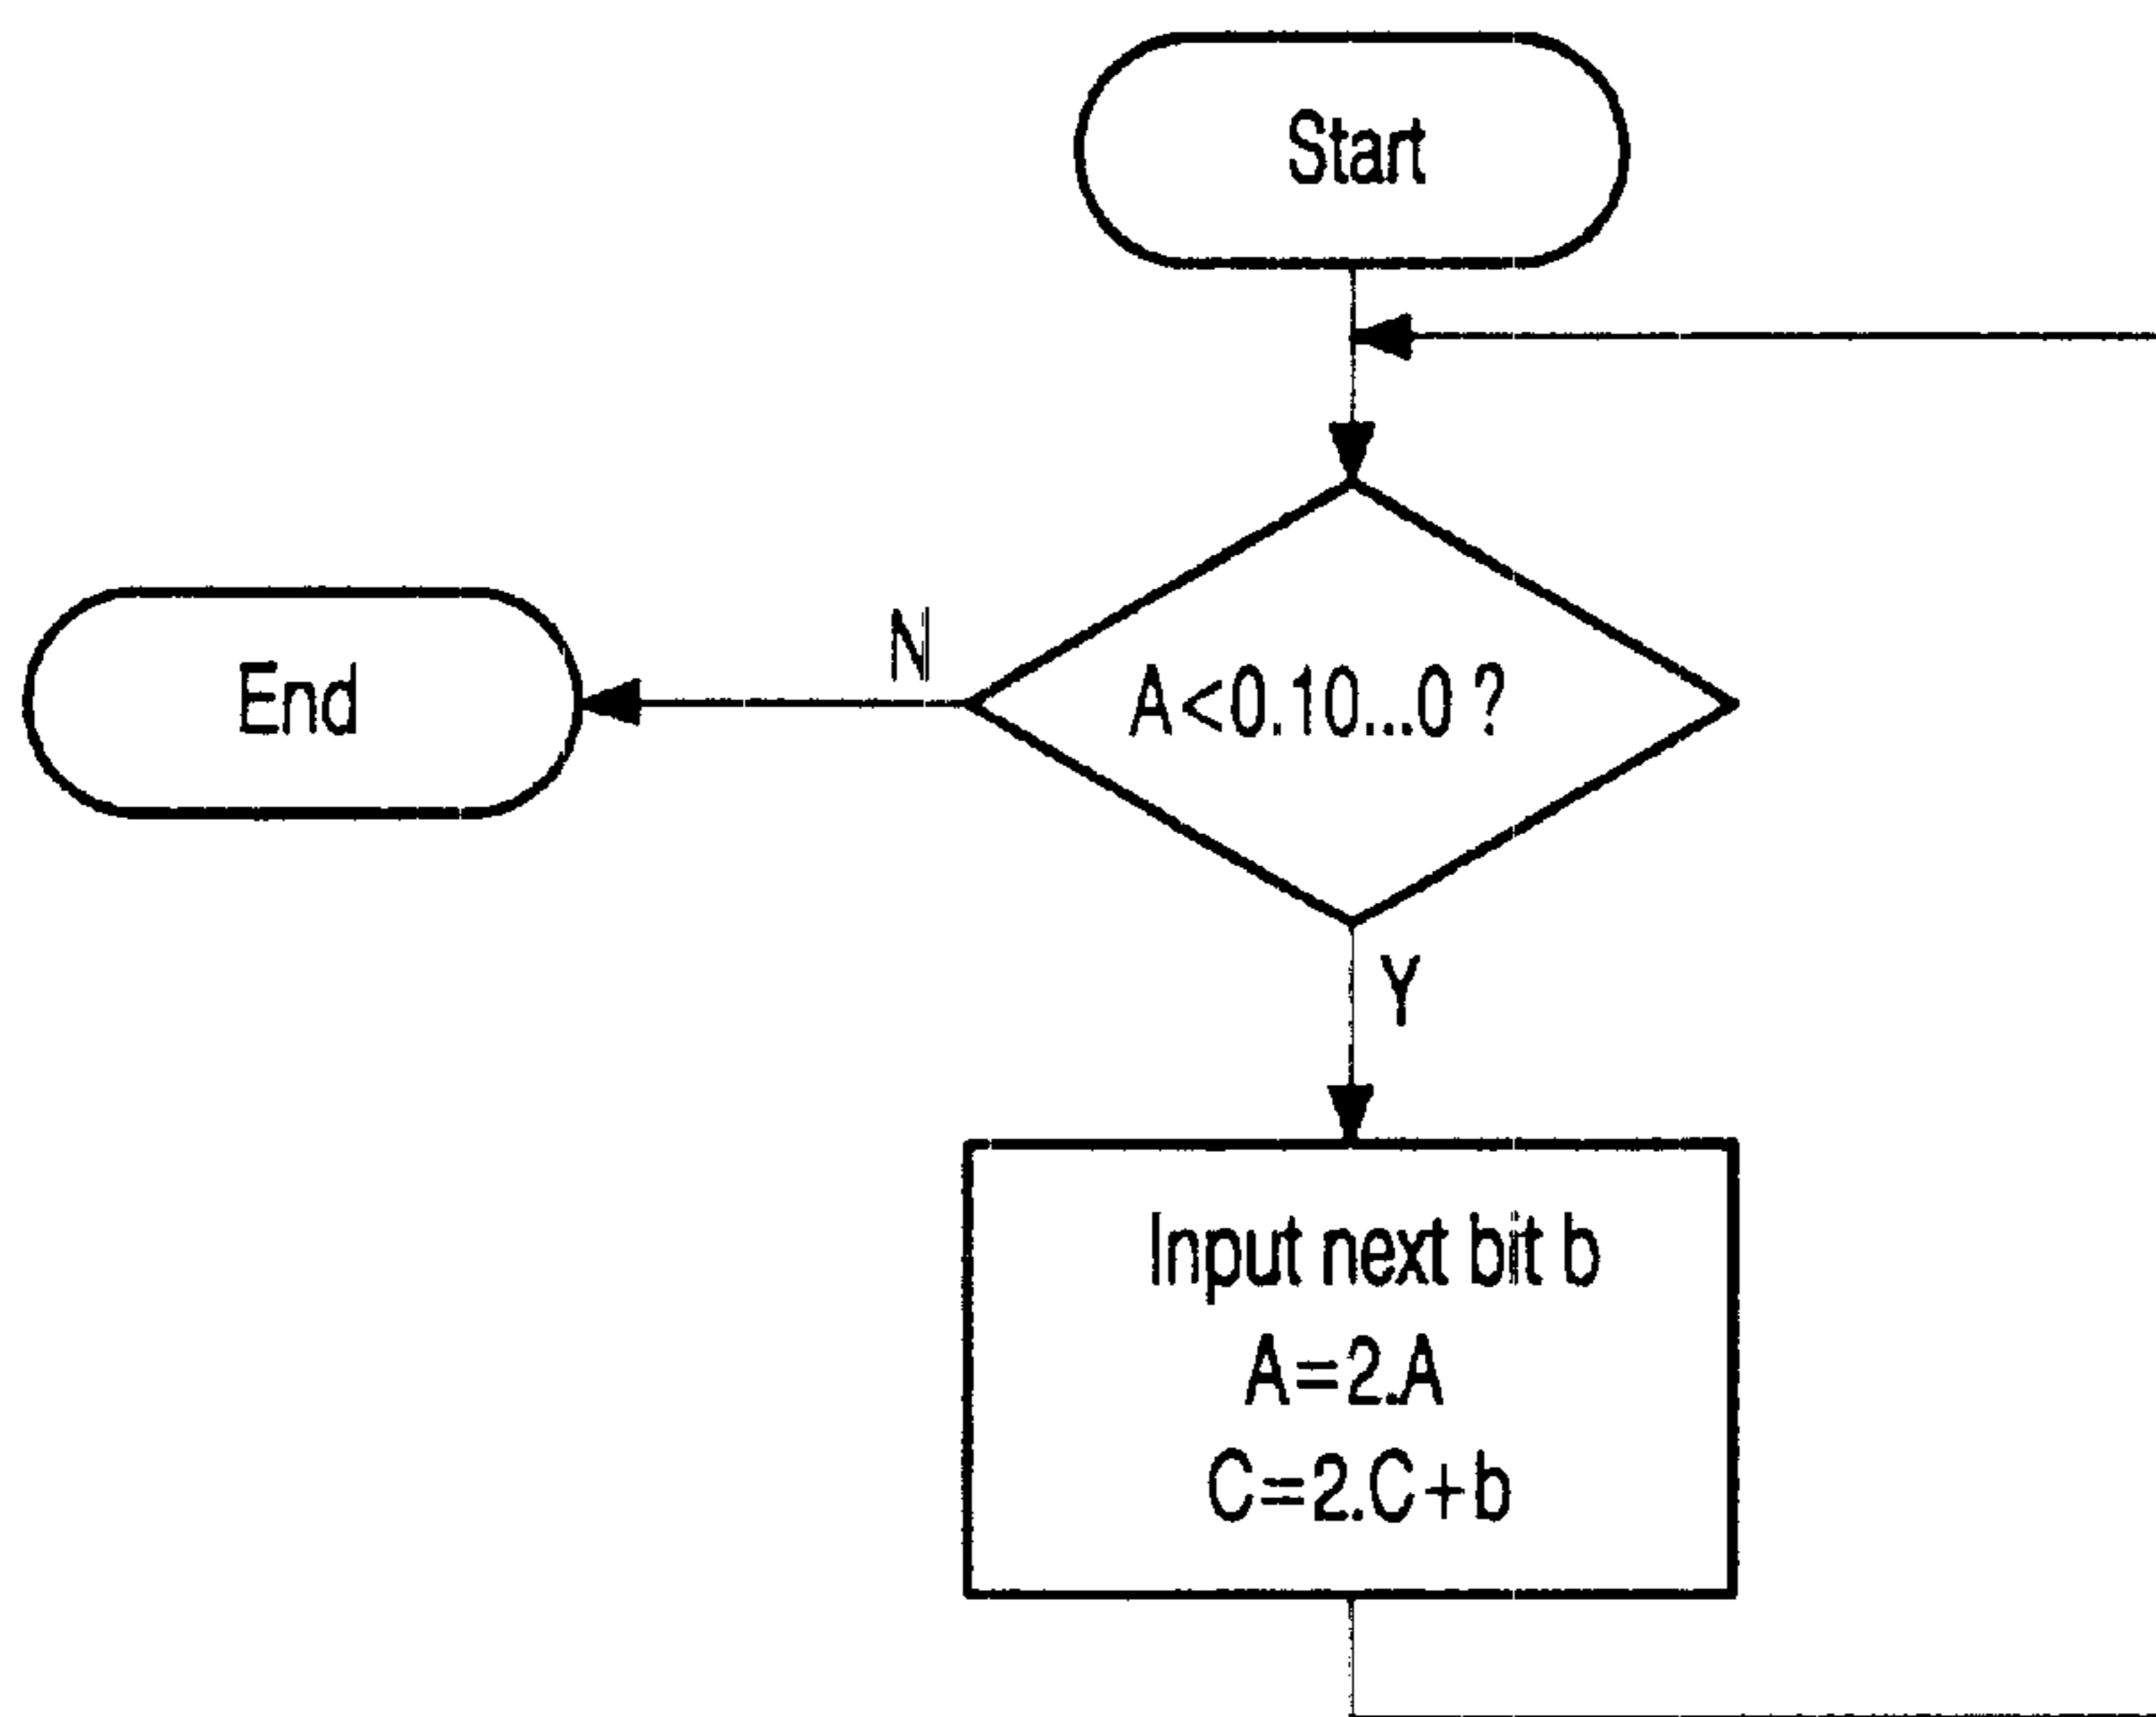 Start
N
End
A<0.10...0 ?
Y
Input next bit b
A=2.A
C=2.C+b